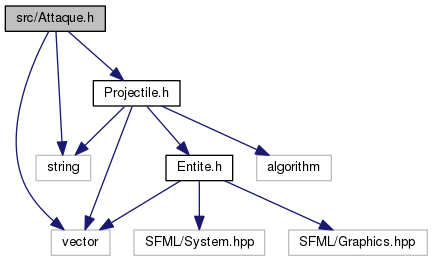 src/Attaque.h
Projectile.h
string
Entite.h
algorithm
vector
SFML/System.hpp
SFML/Graphics.hpp